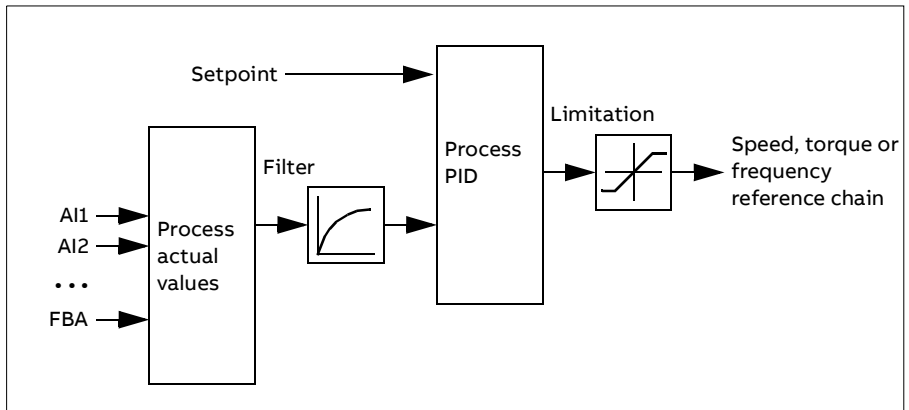 Setpoint
Limitation
Process
PID
Speed, torque or
frequency
reference chain
Filter
AI1
AI2
...
FBA
Process
actual
values